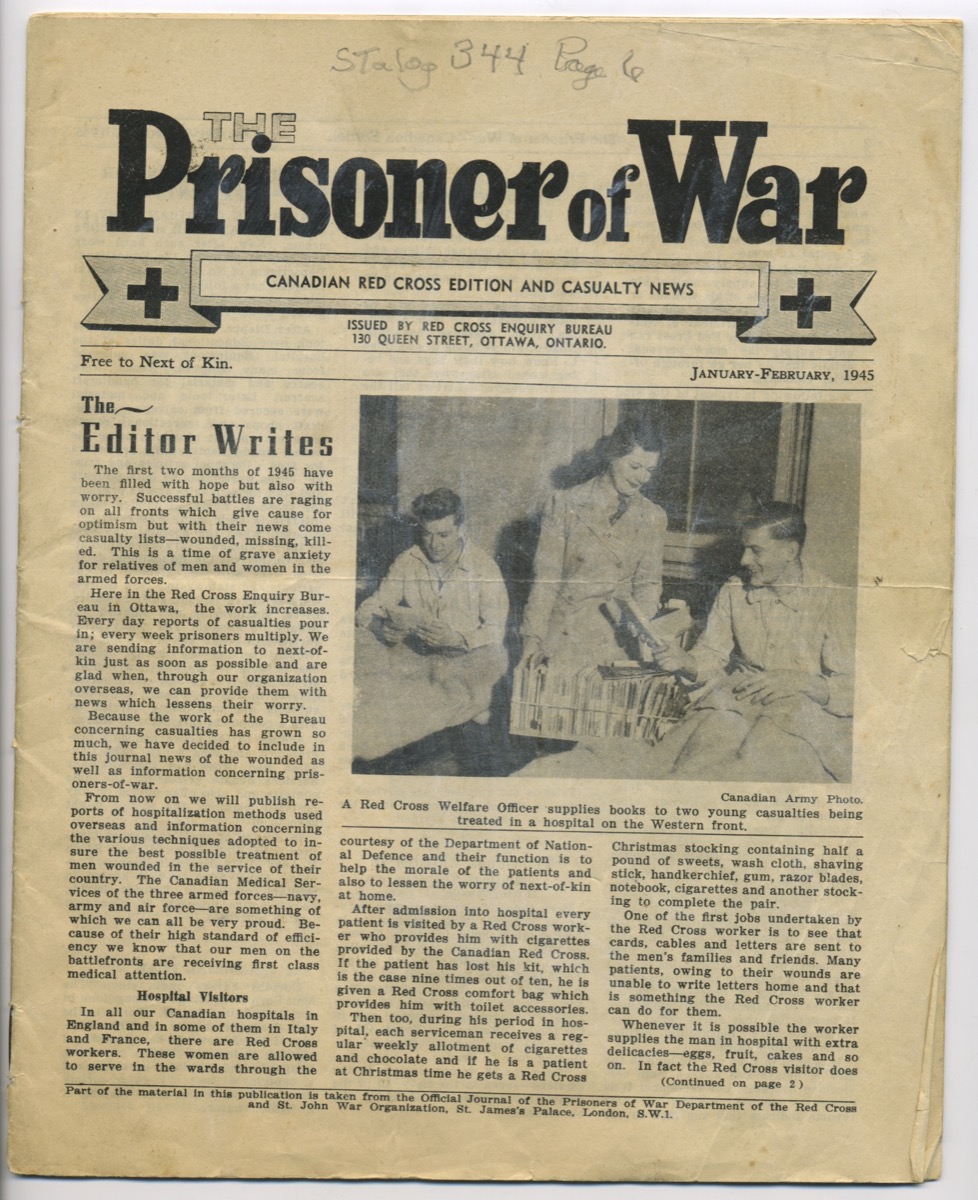 Stalag 344 Page 6
THE
Prisoner of War
CANADIAN RED CROSS EDITION AND CASUALTY NEWS
ISSUED BY RED CROSS ENQUIRY BUREAU
130 QUEEN STREET, OTTAWA, ONTARIO.
Free to Next of Kin.
JANUARY-FEBRUARY, 1945
The
Editor Writes
The first two months of 1945 have
been filled with hope but also with
worry. Successful battles are raging
on all fronts which give cause for
optimism but with their news come
casualty lists—wounded, missing, kill-
ed. This is a time of grave anxiety
for relatives of men and women in the
armed forces.
Here in the Red Cross Enquiry Bur-
eau in Ottawa, the work increases.
Every day reports of casualties pour
in; every week prisoners multiply. We
are sending information to next-of-
kin just as soon as possible and are
glad when, through our organization
overseas, we can provide them with
news which lessens their worry.
Because the work of the Bureau
concerning casualties has grown so
much, we have decided to include in
this journal news of the wounded as
well as information concerning pris-
oners-of-war.
From now on we will publish re-
ports of hospitalization methods used
overseas and information concerning
the various techniques adopted to in-
sure the best possible treatment of
men wounded in the service of their
country. The Canadian Medical Ser-
vices of the three armed forces—navy,
army and air force—are something of
which we can all be very proud. Be-
cause of their high standard of effici-
ency we know that our men on the
battlefronts are receiving first class
medical attention.
Hospital Visitors
In all our Canadian hospitals in
England and in some of them in Italy
and France, there are Red Cross
workers. These women are allowed
to serve in the wards through the
Canadian Army Photo.
A Red Cross Welfare Officer supplies books to two young casualties being
treated in a hospital on the Western front.
courtesy of the Department of Nation-
al Defence and their function is to
help the morale of the patients and
also to lessen the worry of next-of-kin
at home.
After admission into hospital every
patient is visited by a Red Cross work-
er who provides him with cigarettes
provided by the Canadian Red Cross.
If the patient has lost his kit, which
is the case nine times out of ten, he is
given a Red Cross comfort bag which
provides him with toilet accessories.
Then too, during his period in hos-
pital, each serviceman receives a reg-
ular weekly allotment of cigarettes
and chocolate and if he is a patient
at Christmas time he gets a Red Cross
Christmas stocking containing half a
pound of sweets, wash cloth, shaving
stick, handkerchief, gum, razor blades,
notebook, cigarettes and another stock-
ing to complete the pair.
One of the first jobs undertaken by
the Red Cross worker is to see that
cards, cables and letters are sent to
the men's families and friends. Many
patients, owing to their wounds are
unable to write letters home and that
is something the Red Cross worker
can do for them.
Whenever it is possible the worker
supplies the man in hospital with extra
delicacies—eggs, fruit, cakes and so
on. In fact the Red Cross visitor does
(Continued on page 2)
Part of the material in this publication is taken from the Official Journal of the Prisoners of War Department of the Red Cross
and St. John War Organization, St. James's Palace, London, S.W.1.